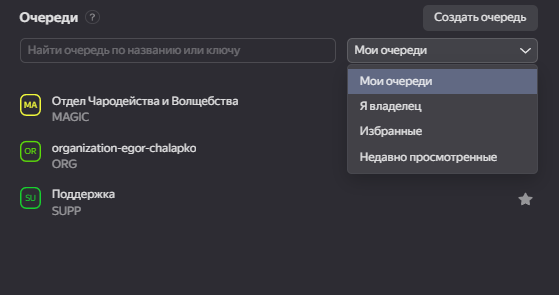 Очереди ?
Создать очередь
Найти очередь по названию или ключу
Мои очереди
Мои очереди
Я владелец
Избранные
Недавно просмотренные
MA
Отдел Чародейства и Волщебства
MAGIC
OR
organization-egor-chalapko
ORG
SU
Поддержка
SUPP